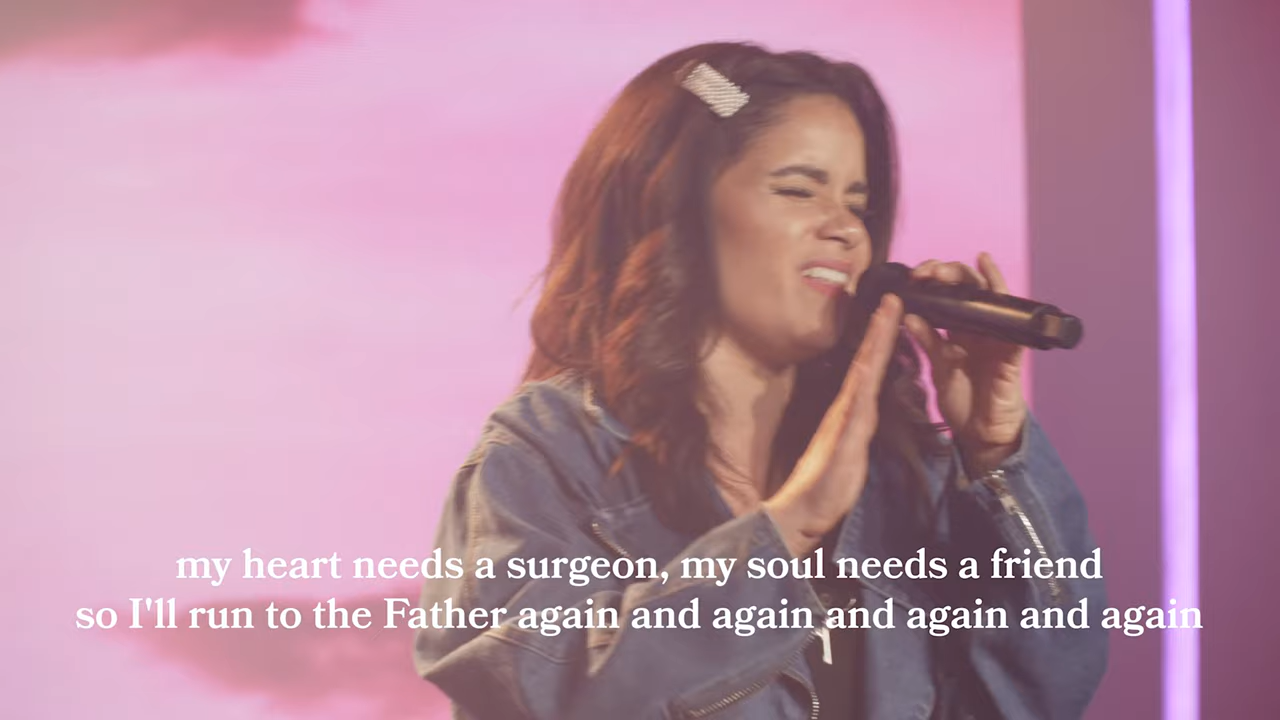 my heart needs a surgeon, my soul needs a friend
so I'll run to the Father again and again and again and again